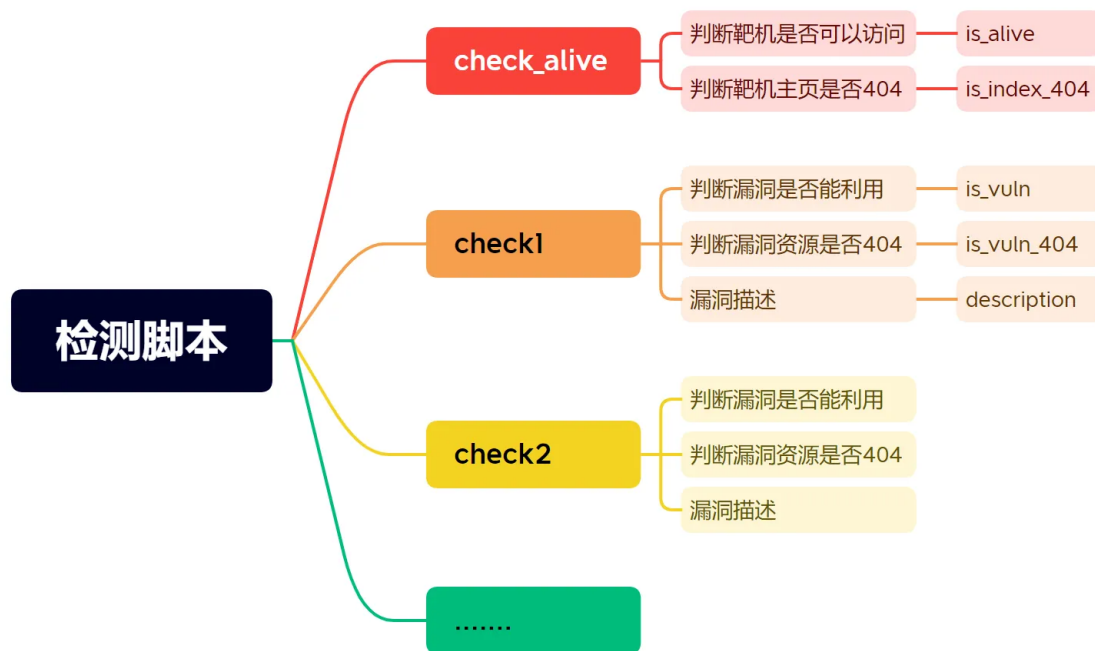 检测脚本
check_alive
判断靶机是否可以访问
is_alive
判断靶机主页是否404
is_index_404
check1
判断漏洞是否能利用
is_vuln
判断漏洞资源是否404
is_vuln_404
漏洞描述
description
check2
判断漏洞是否能利用
判断漏洞资源是否404
漏洞描述
.......